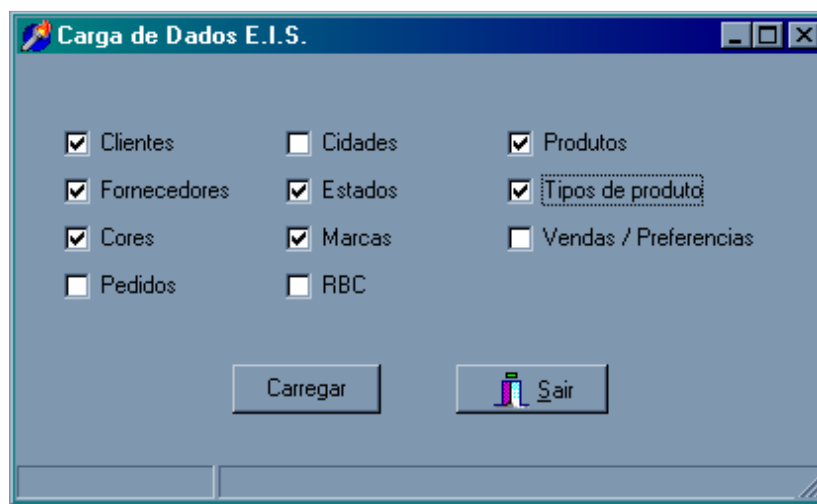 Carga de Dados E.I.S.
Clientes Cidades Produtos
Fornecedores Estados Tipos de produto
Cores Marcas Vendas / Preferencias
Pedidos RBC
Carregar Sair